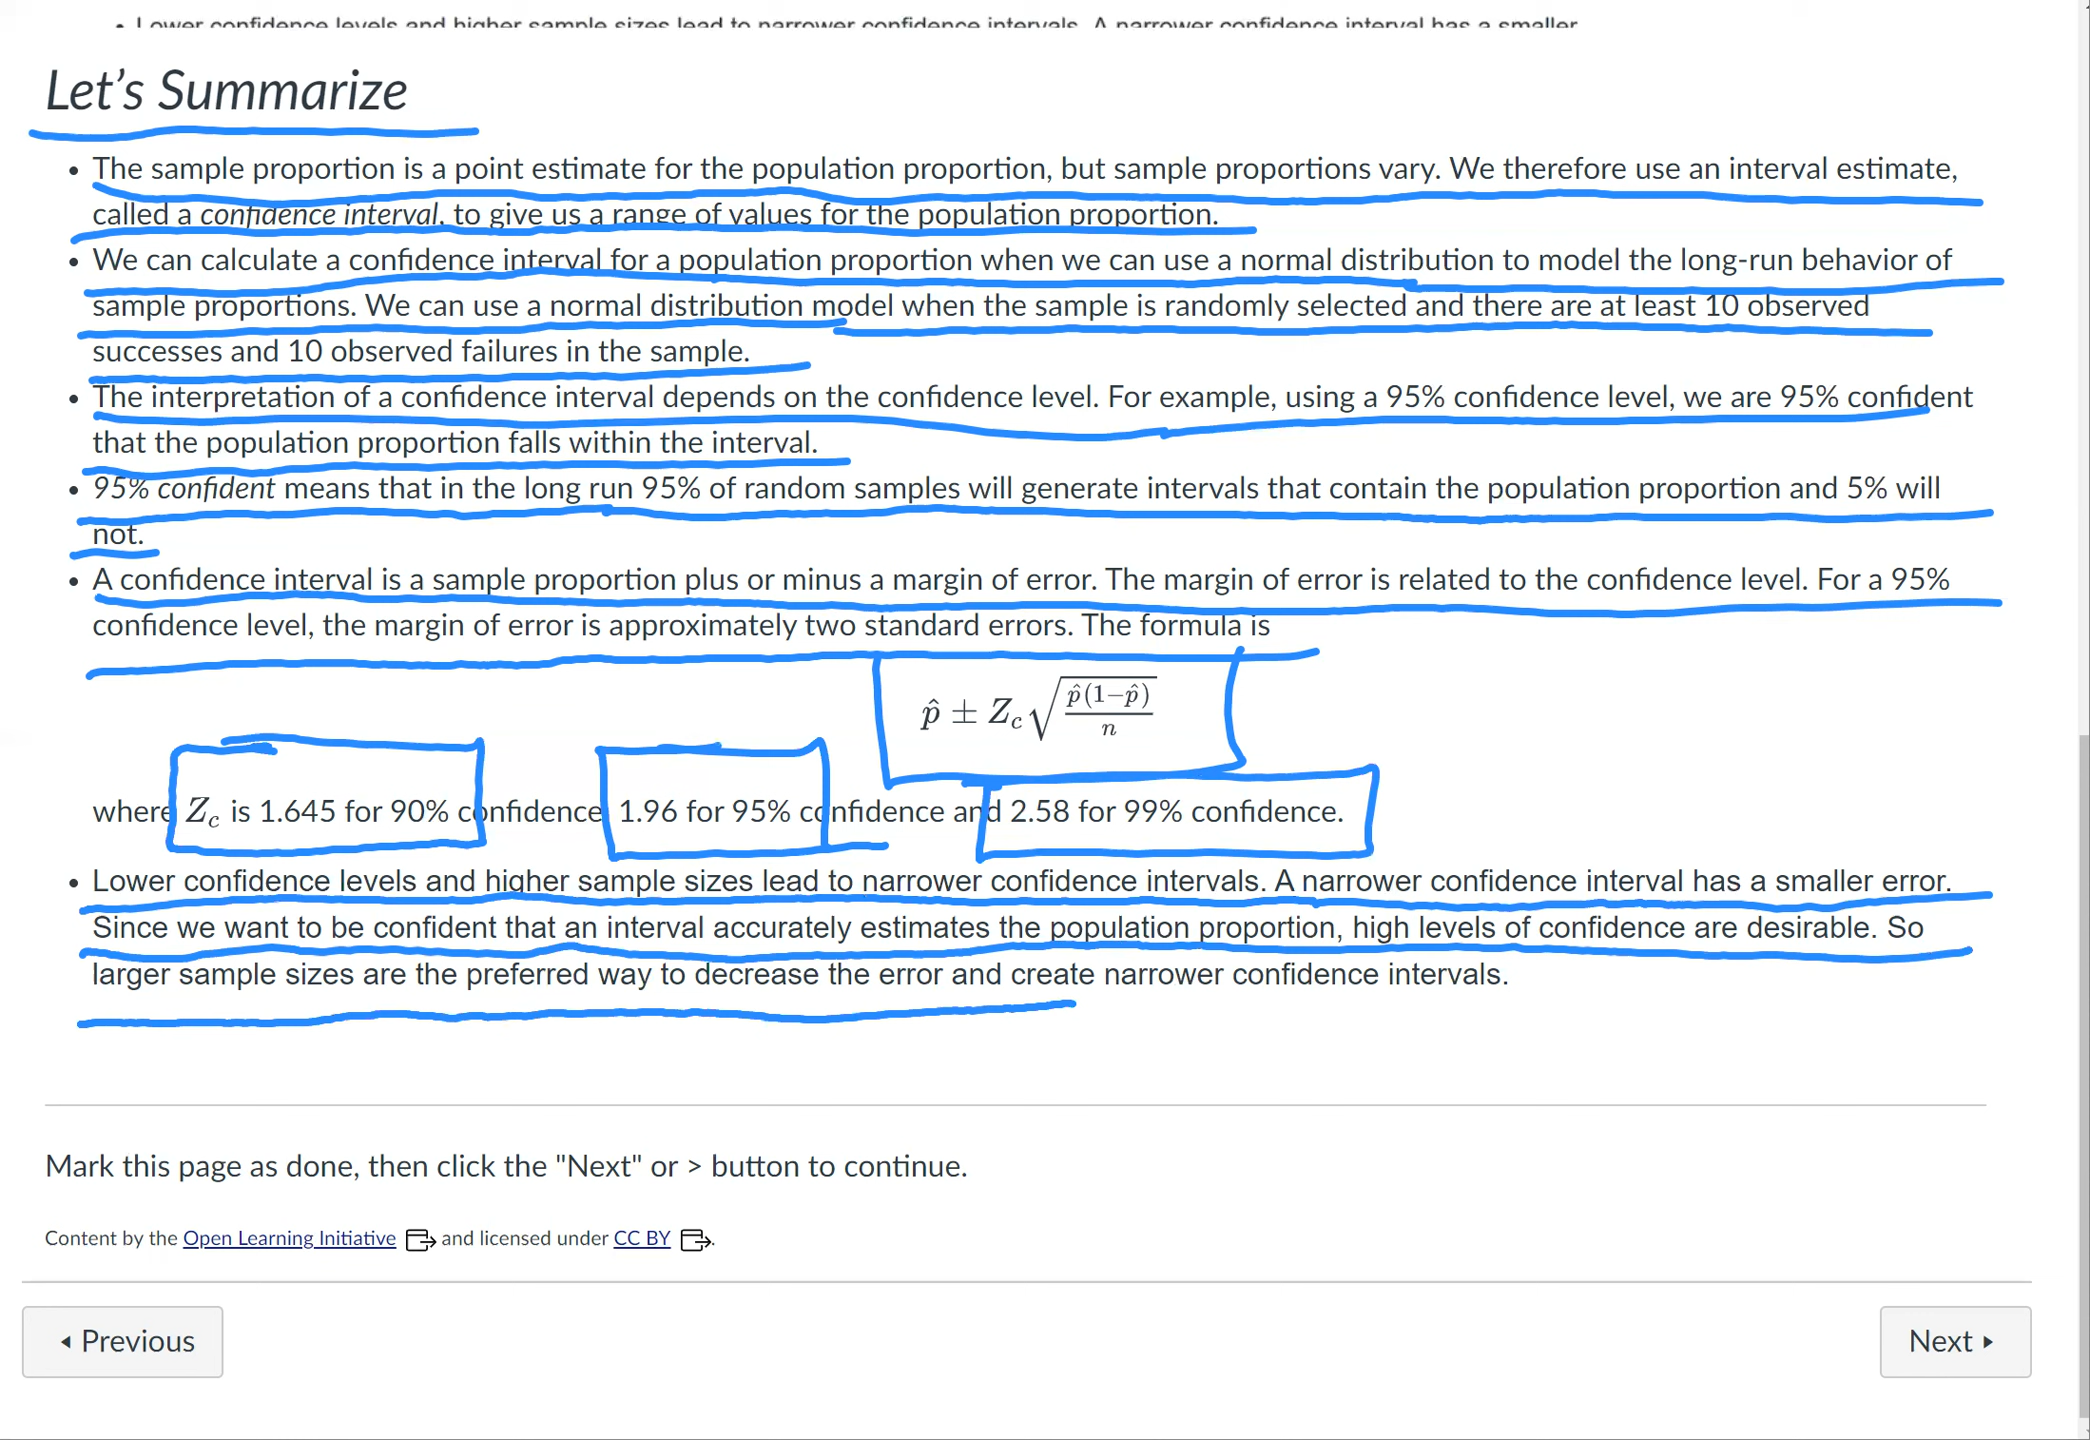 • Lower confidence levels and higher sample sizes lead to narrower confidence intervals. A narrower confidence interval has a smaller
Let's Summarize
• The sample proportion is a point estimate for the population proportion, but sample proportions vary. We therefore use an interval estimate,
called a confidence interval, to give us a range of values for the population proportion.
• We can calculate a confidence interval for a population proportion when we can use a normal distribution to model the long-run behavior of
sample proportions. We can use a normal distribution model when the sample is randomly selected and there are at least 10 observed
successes and 10 observed failures in the sample.
• The interpretation of a confidence interval depends on the confidence level. For example, using a 95% confidence level, we are 95% confident
that the population proportion falls within the interval.
• 95% confident means that in the long run 95% of random samples will generate intervals that contain the population proportion and 5% will
not.
• A confidence interval is a sample proportion plus or minus a margin of error. The margin of error is related to the confidence level. For a 95%
confidence level, the margin of error is approximately two standard errors. The formula is
p̂ ± Z_c √(p̂(1−p̂)/n)
where Z_c is 1.645 for 90% confidence 1.96 for 95% confidence and 2.58 for 99% confidence.
• Lower confidence levels and higher sample sizes lead to narrower confidence intervals. A narrower confidence interval has a smaller error.
Since we want to be confident that an interval accurately estimates the population proportion, high levels of confidence are desirable. So
larger sample sizes are the preferred way to decrease the error and create narrower confidence intervals.
Mark this page as done, then click the "Next" or > button to continue.
Content by the Open Learning Initiative and licensed under CC BY.
◂ Previous
Next ▸